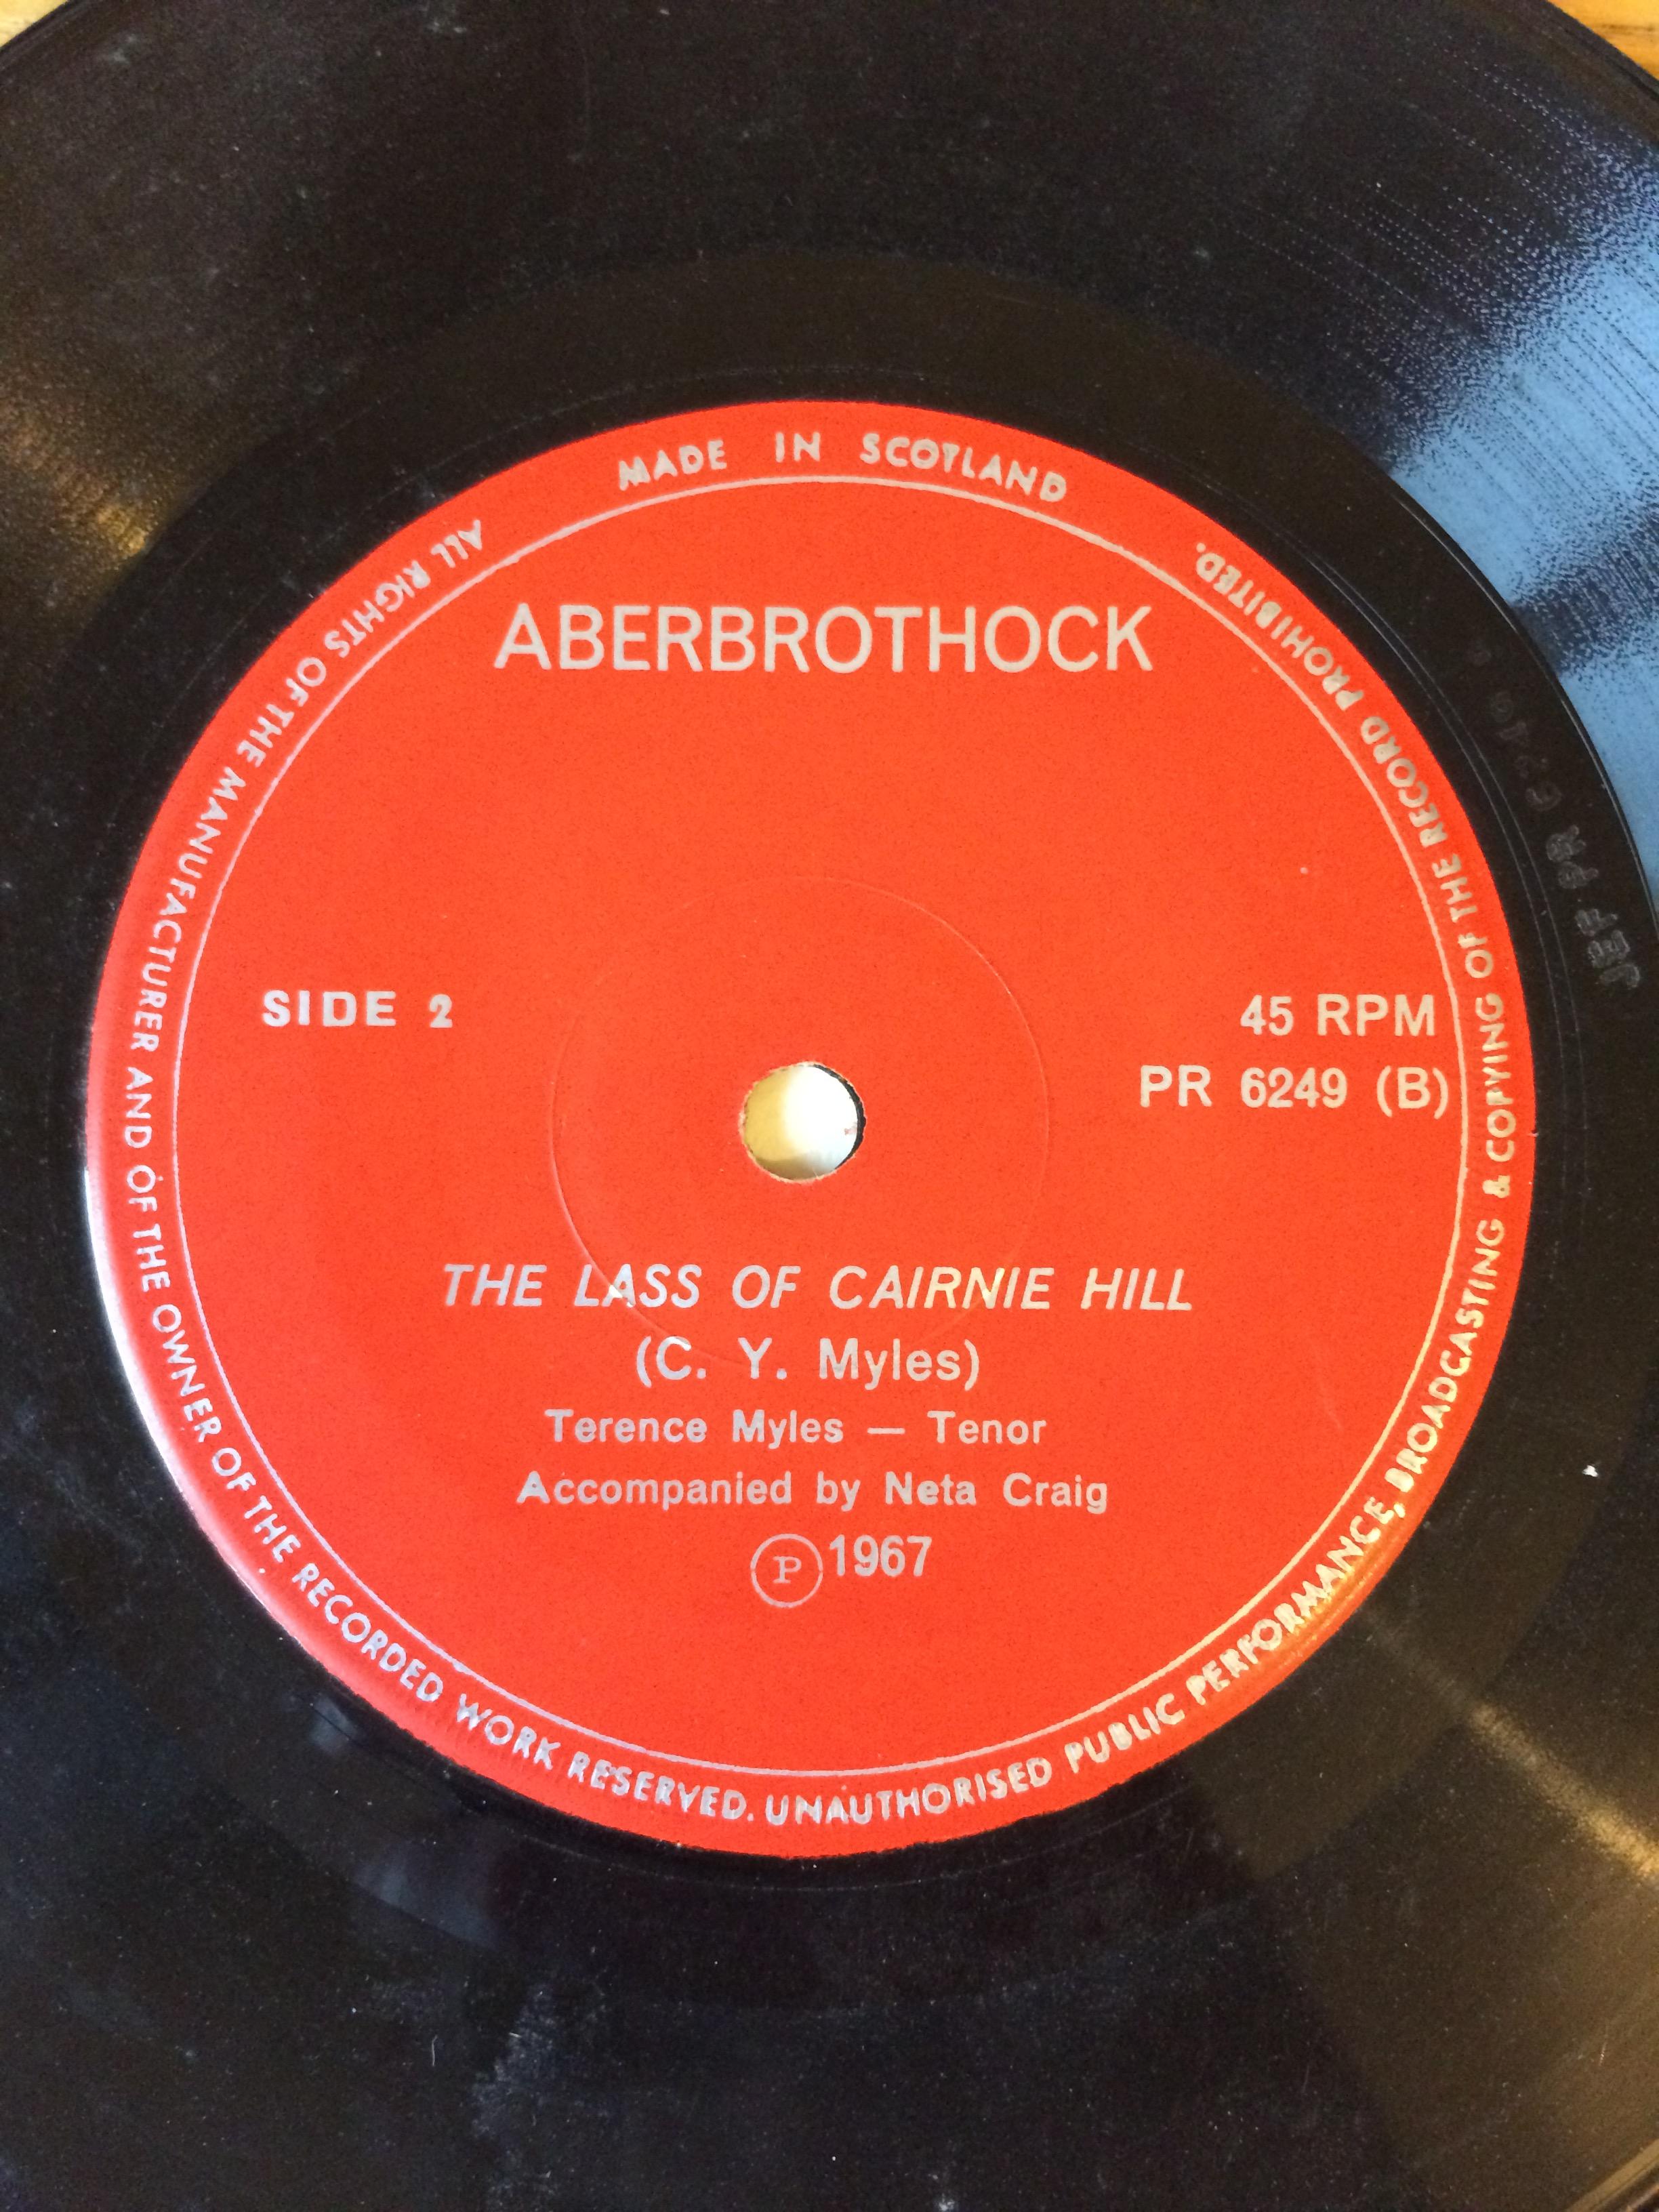 MADE IN SCOTLAND
ABERBROTHOCK
SIDE 2
45 RPM
PR 6249 (B)
THE LASS OF CAIRNIE HILL
(C. Y. Myles)
Terence Myles — Tenor
Accompanied by Neta Craig
Ⓟ 1967
ALL RIGHTS OF THE MANUFACTURER AND OF THE OWNER OF THE RECORDED WORK RESERVED. UNAUTHORISED PUBLIC PERFORMANCE, BROADCASTING & COPYING OF THE RECORD PROHIBITED.